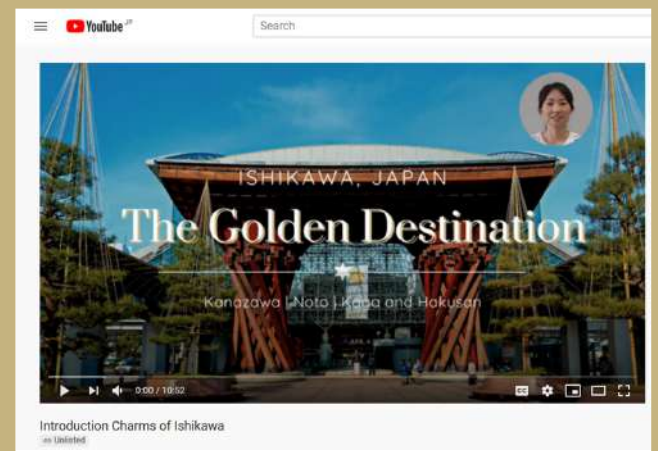 YouTube JP
Search
ISHIKAWA, JAPAN
The Golden Destination
Kanazawa | Noto | Kaga and Hakusan
0:00 / 10:52
CC
Introduction Charms of Ishikawa
Unlisted